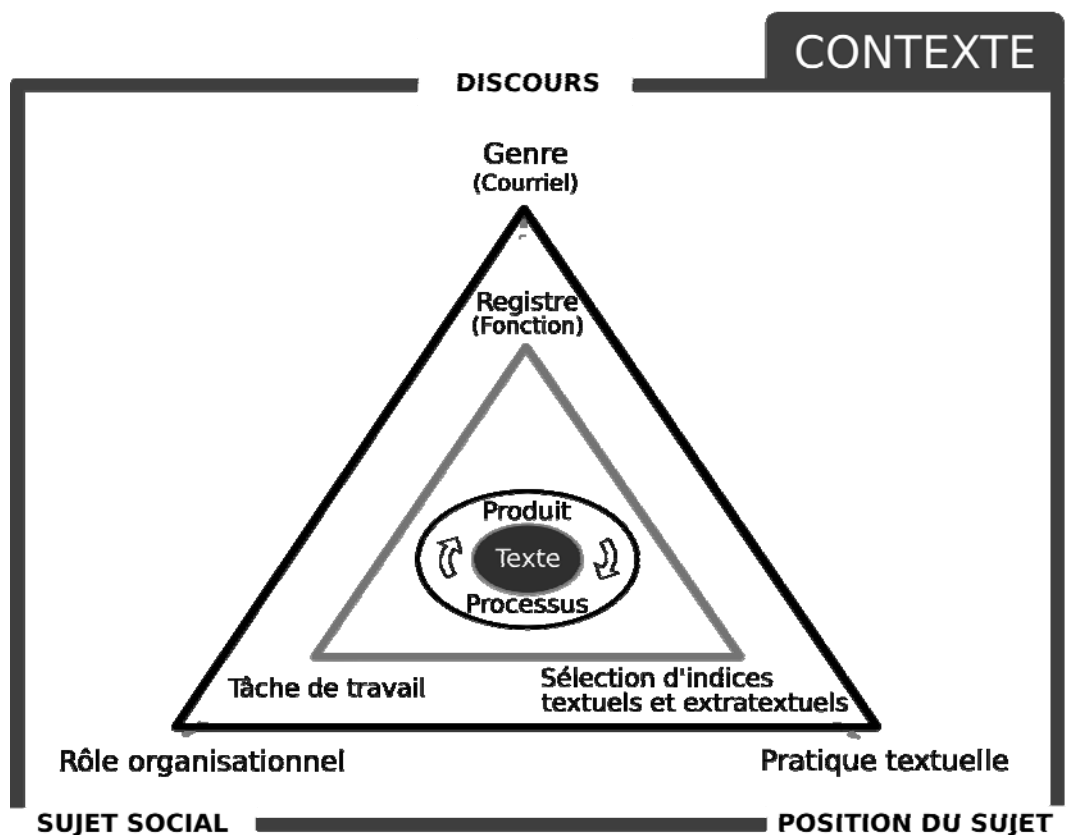 CONTEXTE
DISCOURS
Genre
(Courriel)
Registre
(Fonction)
Produit
Texte
Processus
Tâche de travail
Sélection d'indices
textuels et extratextuels
Rôle organisationnel
Pratique textuelle
SUJET SOCIAL
POSITION DU SUJET